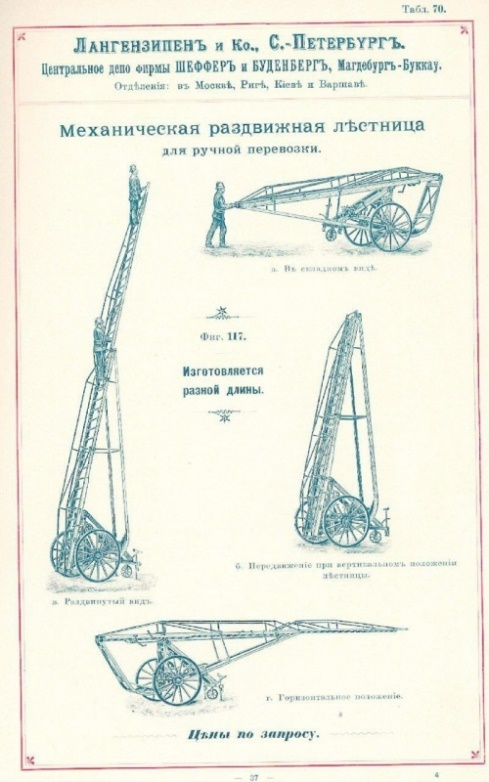 Табл. 70.
Лангензипенъ и Ко., С.-Петербургъ.
Центральное депо фирмы ШЕФФЕРЪ и БУДЕНБЕРГЪ, Магдебургъ-Буккау.
Отдѣленія: въ Москвѣ, Ригѣ, Кіевѣ и Варшавѣ.
Механическая раздвижная лѣстница
для ручной перевозки.
в. Въ складномъ видѣ.
Фиг. 117.
Изготовляется
разной длины.
б. Передвиженіе при вертикальномъ положеніи
лѣстницы.
а. Раздвинутый видъ.
г. Горизонтальное положеніе.
Цѣны по запросу.
— 27 —
4